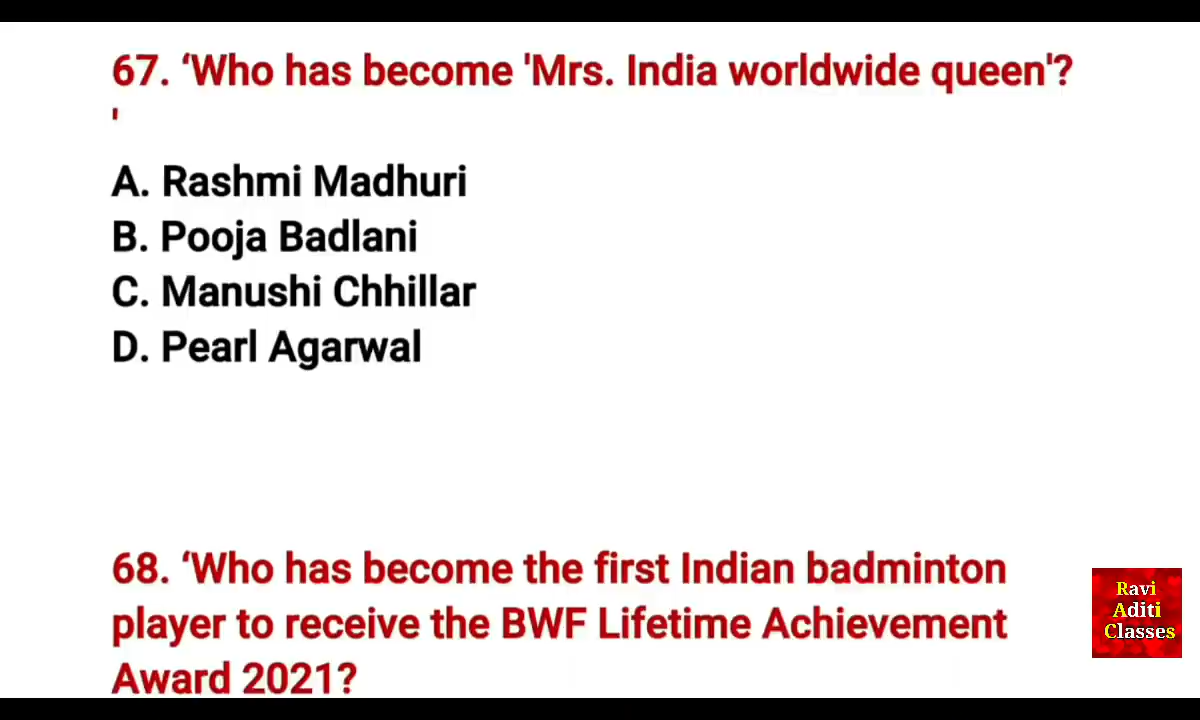 67. ‘Who has become 'Mrs. India worldwide queen'?
'
A. Rashmi Madhuri
B. Pooja Badlani
C. Manushi Chhillar
D. Pearl Agarwal
68. ‘Who has become the first Indian badminton
player to receive the BWF Lifetime Achievement
Award 2021?
Ravi
Aditi
Classes